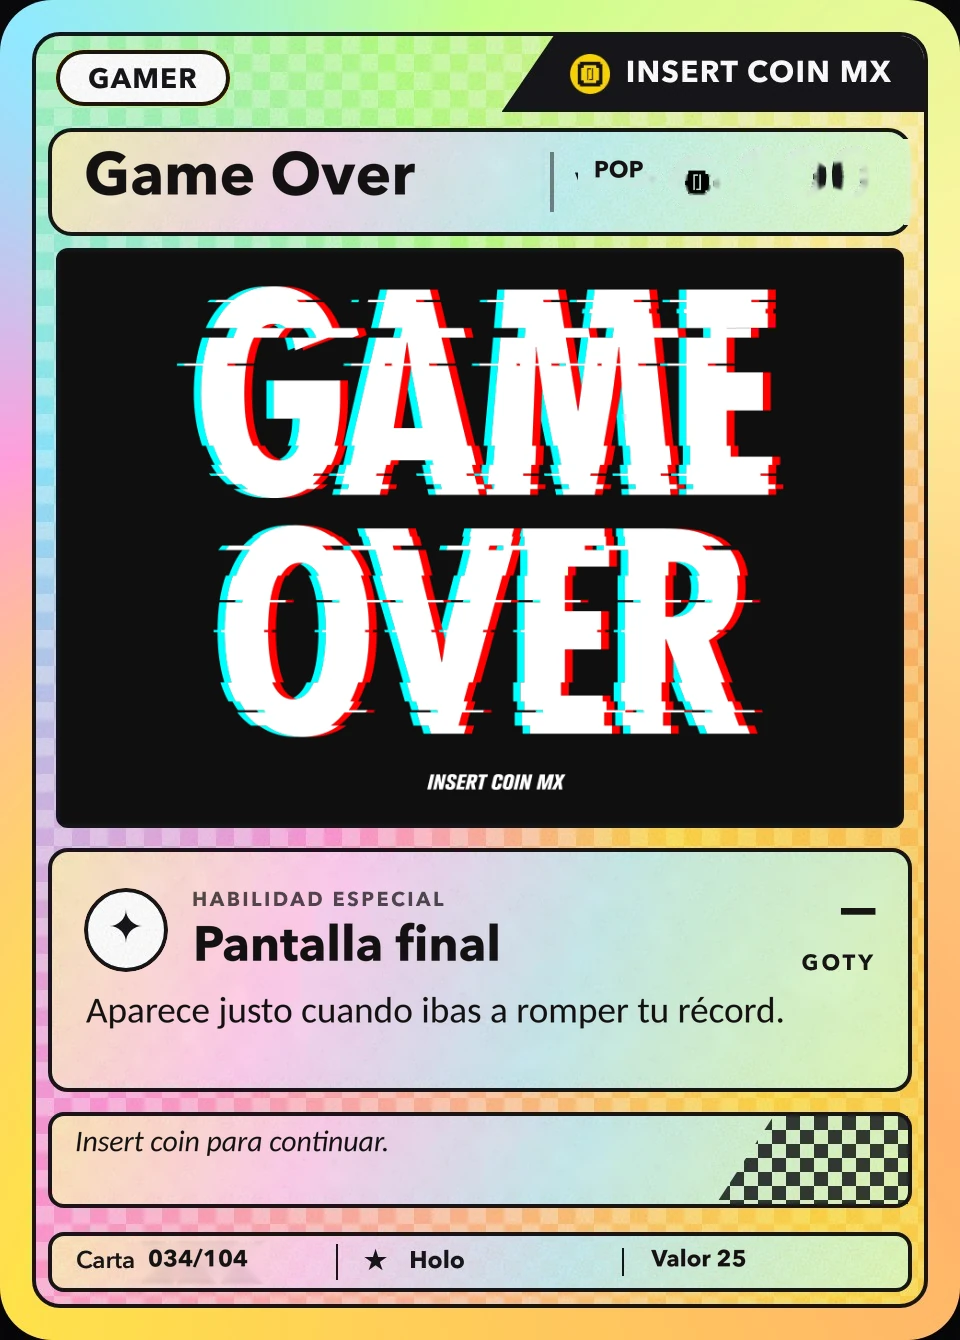 GAMER
INSERT COIN MX
Game Over
POP
GAME
OVER
INSERT COIN MX
HABILIDAD ESPECIAL
Pantalla final
—
GOTY
Aparece justo cuando ibas a romper tu récord.
Insert coin para continuar.
Carta 034/104 ★ Holo Valor 25